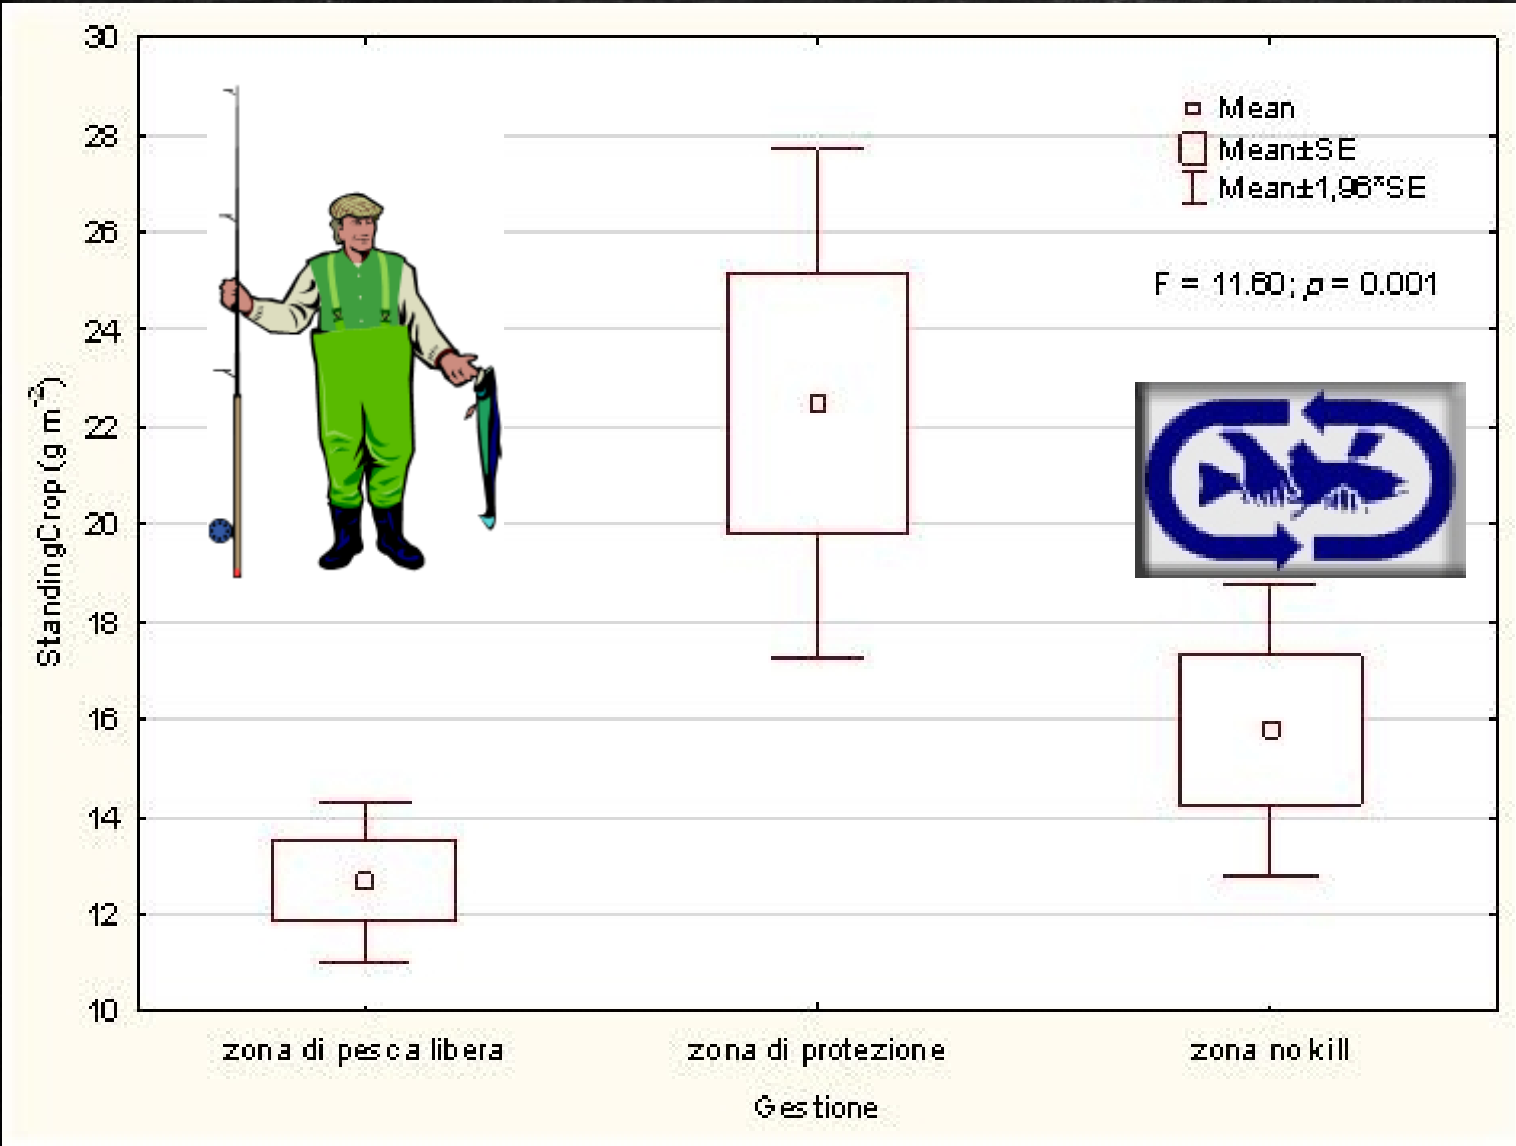 30
28
26
24
22
20
18
16
14
12
10
StandingCrop (g m⁻²)
Mean
Mean±SE
Mean±1,96*SE
F = 11.60; p = 0.001
zona di pesca libera
zona di protezione
zona no kill
Gestione